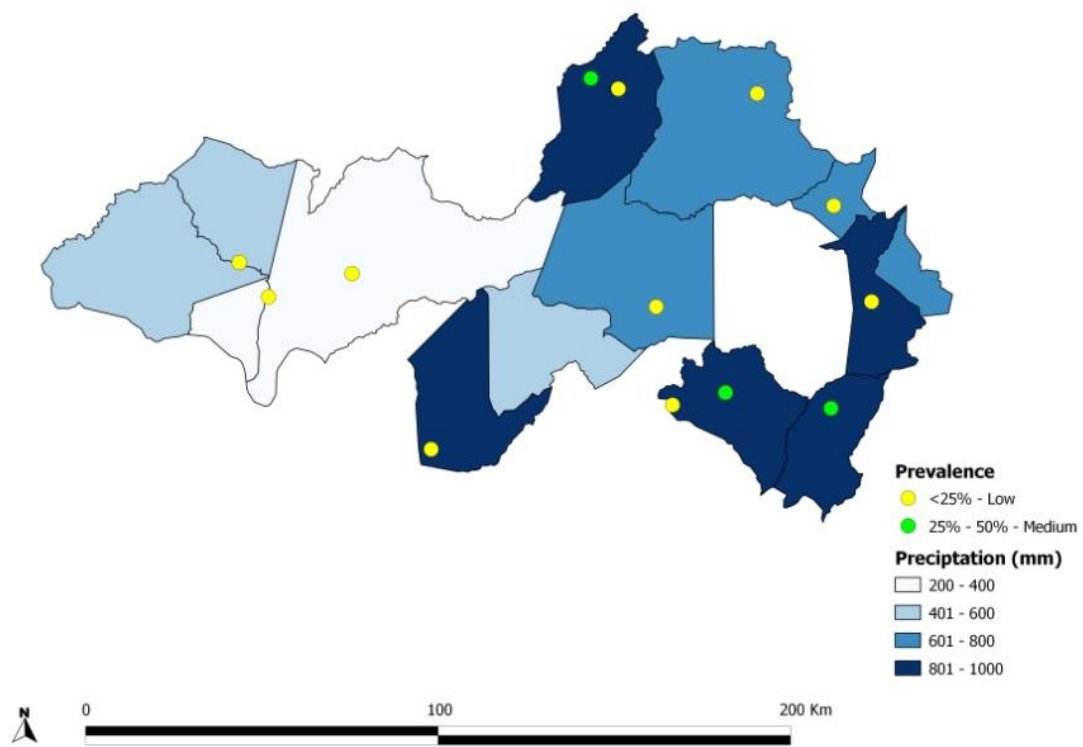 Prevalence
<25% - Low
25% - 50% - Medium
Preciptation (mm)
200 - 400
401 - 600
601 - 800
801 - 1000
N
0 100 200 Km